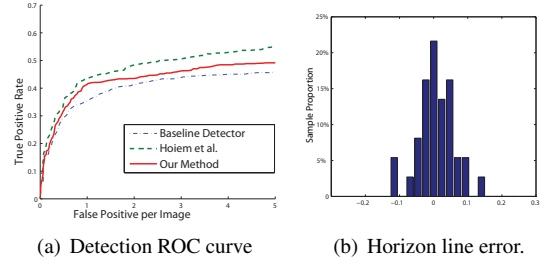 0.7
0.6
0.5
0.4
0.3
0.2
0.1
0
True Positive Rate
Baseline Detector
Hoiem et al.
Our Method
0 1 2 3 4 5
False Positive per Image
(a) Detection ROC curve
25%
20%
15%
10%
5%
Sample Proportion
-0.2 -0.1 0 0.1 0.2 0.3
(b) Horizon line error.